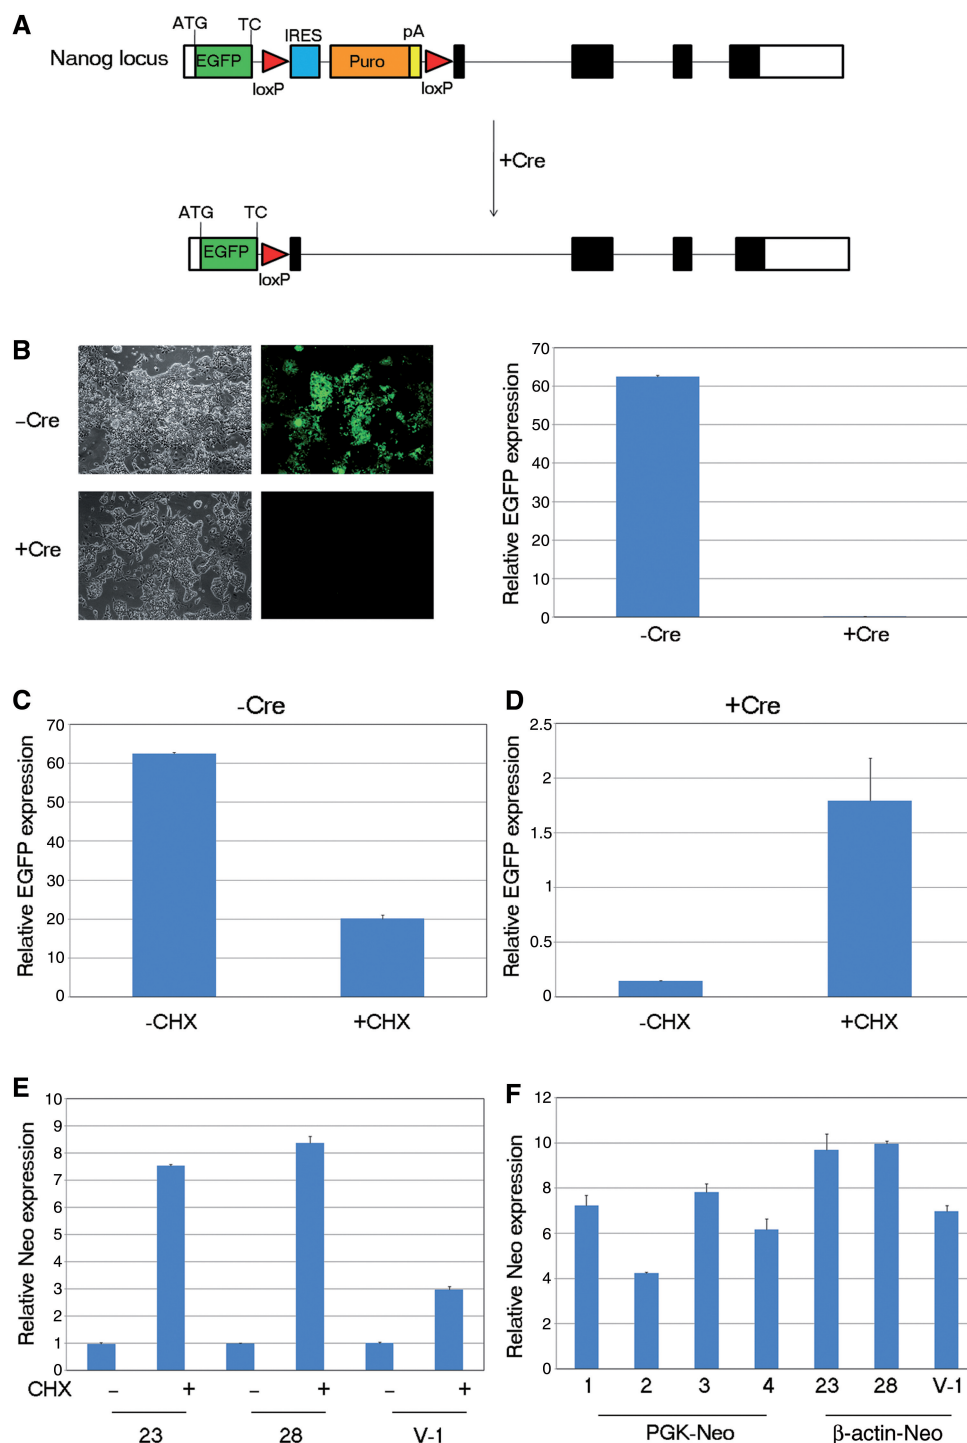 A
ATG TC IRES pA
Nanog locus EGFP Puro
loxP loxP
+Cre
ATG TC
EGFP
loxP
B
–Cre
+Cre
Relative EGFP expression
70
60
50
40
30
20
10
0
-Cre +Cre
C
-Cre
Relative EGFP expression
70
60
50
40
30
20
10
0
-CHX +CHX
D
+Cre
Relative EGFP expression
2.5
2
1.5
1
0.5
0
-CHX +CHX
E
Relative Neo expression
10
9
8
7
6
5
4
3
2
1
0
CHX – + – + – +
23 28 V-1
F
Relative Neo expression
12
10
8
6
4
2
0
1 2 3 4 23 28 V-1
PGK-Neo β-actin-Neo